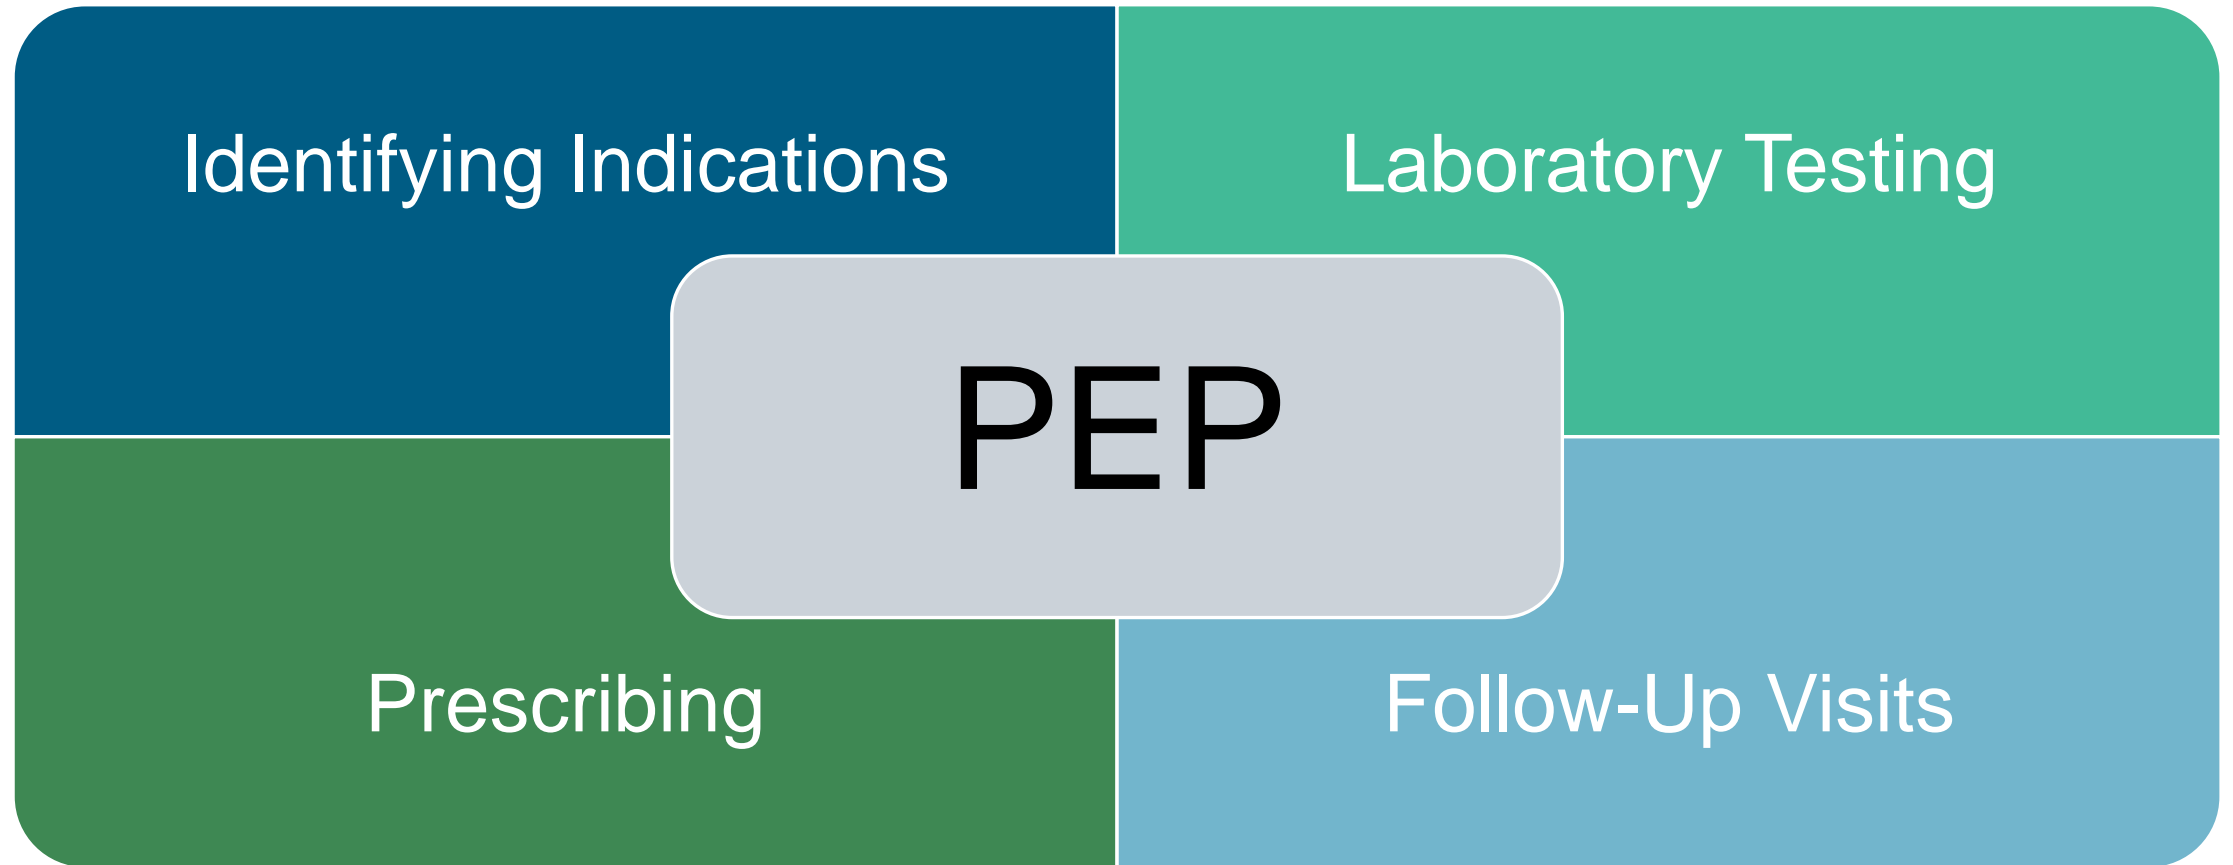 Identifying Indications
Laboratory Testing
PEP
Prescribing
Follow-Up Visits